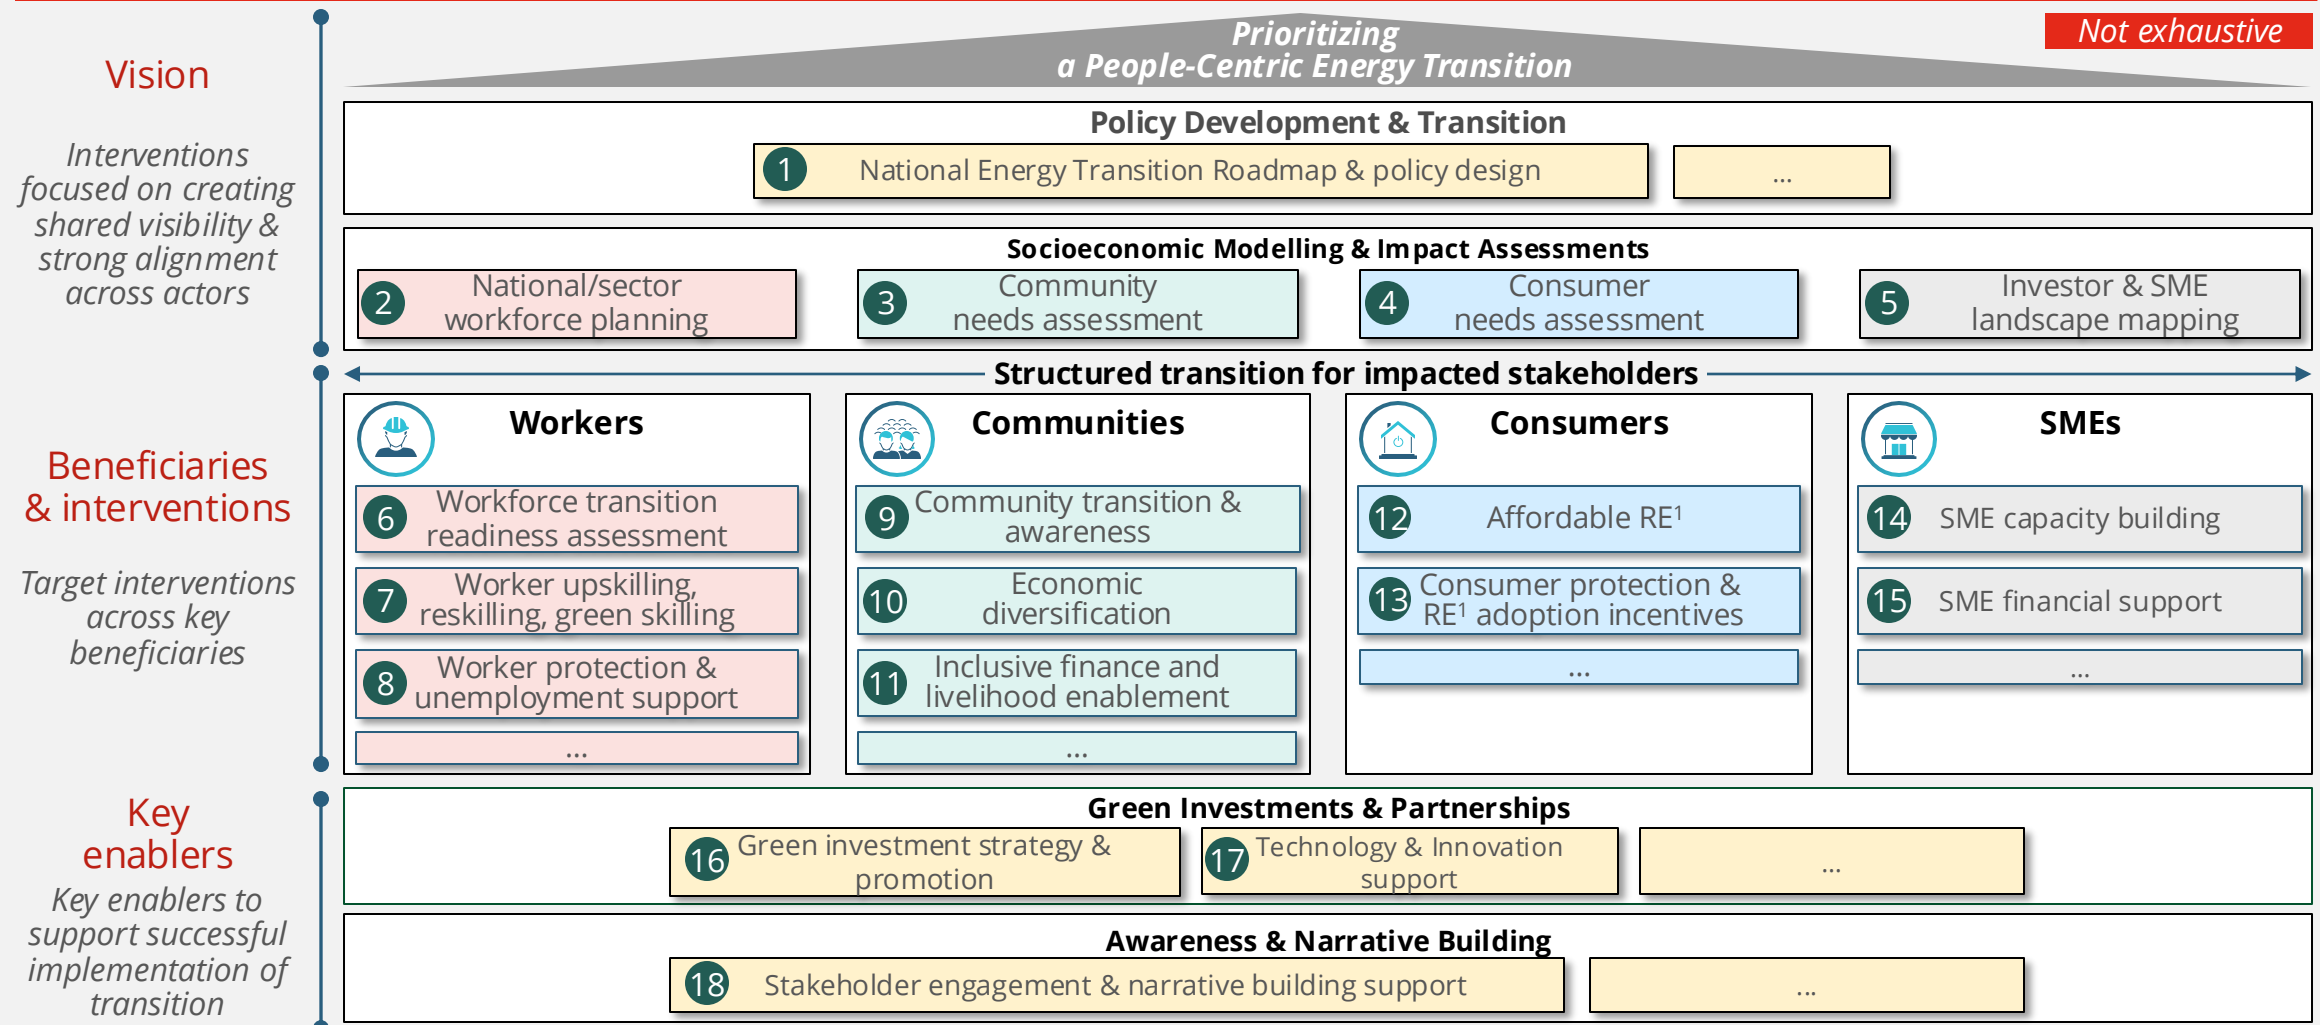 Prioritizing
a People-Centric Energy Transition
Not exhaustive
Vision
Interventions
focused on creating
shared visibility &
strong alignment
across actors
Policy Development & Transition
1 National Energy Transition Roadmap & policy design
...
Socioeconomic Modelling & Impact Assessments
2 National/sector
workforce planning
3 Community
needs assessment
4 Consumer
needs assessment
5 Investor & SME
landscape mapping
Structured transition for impacted stakeholders
Beneficiaries
& interventions
Target interventions
across key
beneficiaries
Workers
6 Workforce transition
readiness assessment
7 Worker upskilling,
reskilling, green skilling
8 Worker protection &
unemployment support
...
Communities
9 Community transition &
awareness
10 Economic
diversification
11 Inclusive finance and
livelihood enablement
...
Consumers
12 Affordable RE¹
13 Consumer protection &
RE¹ adoption incentives
...
SMEs
14 SME capacity building
15 SME financial support
...
Key
enablers
Key enablers to
support successful
implementation of
transition
Green Investments & Partnerships
16 Green investment strategy &
promotion
17 Technology & Innovation
support
...
Awareness & Narrative Building
18 Stakeholder engagement & narrative building support
...